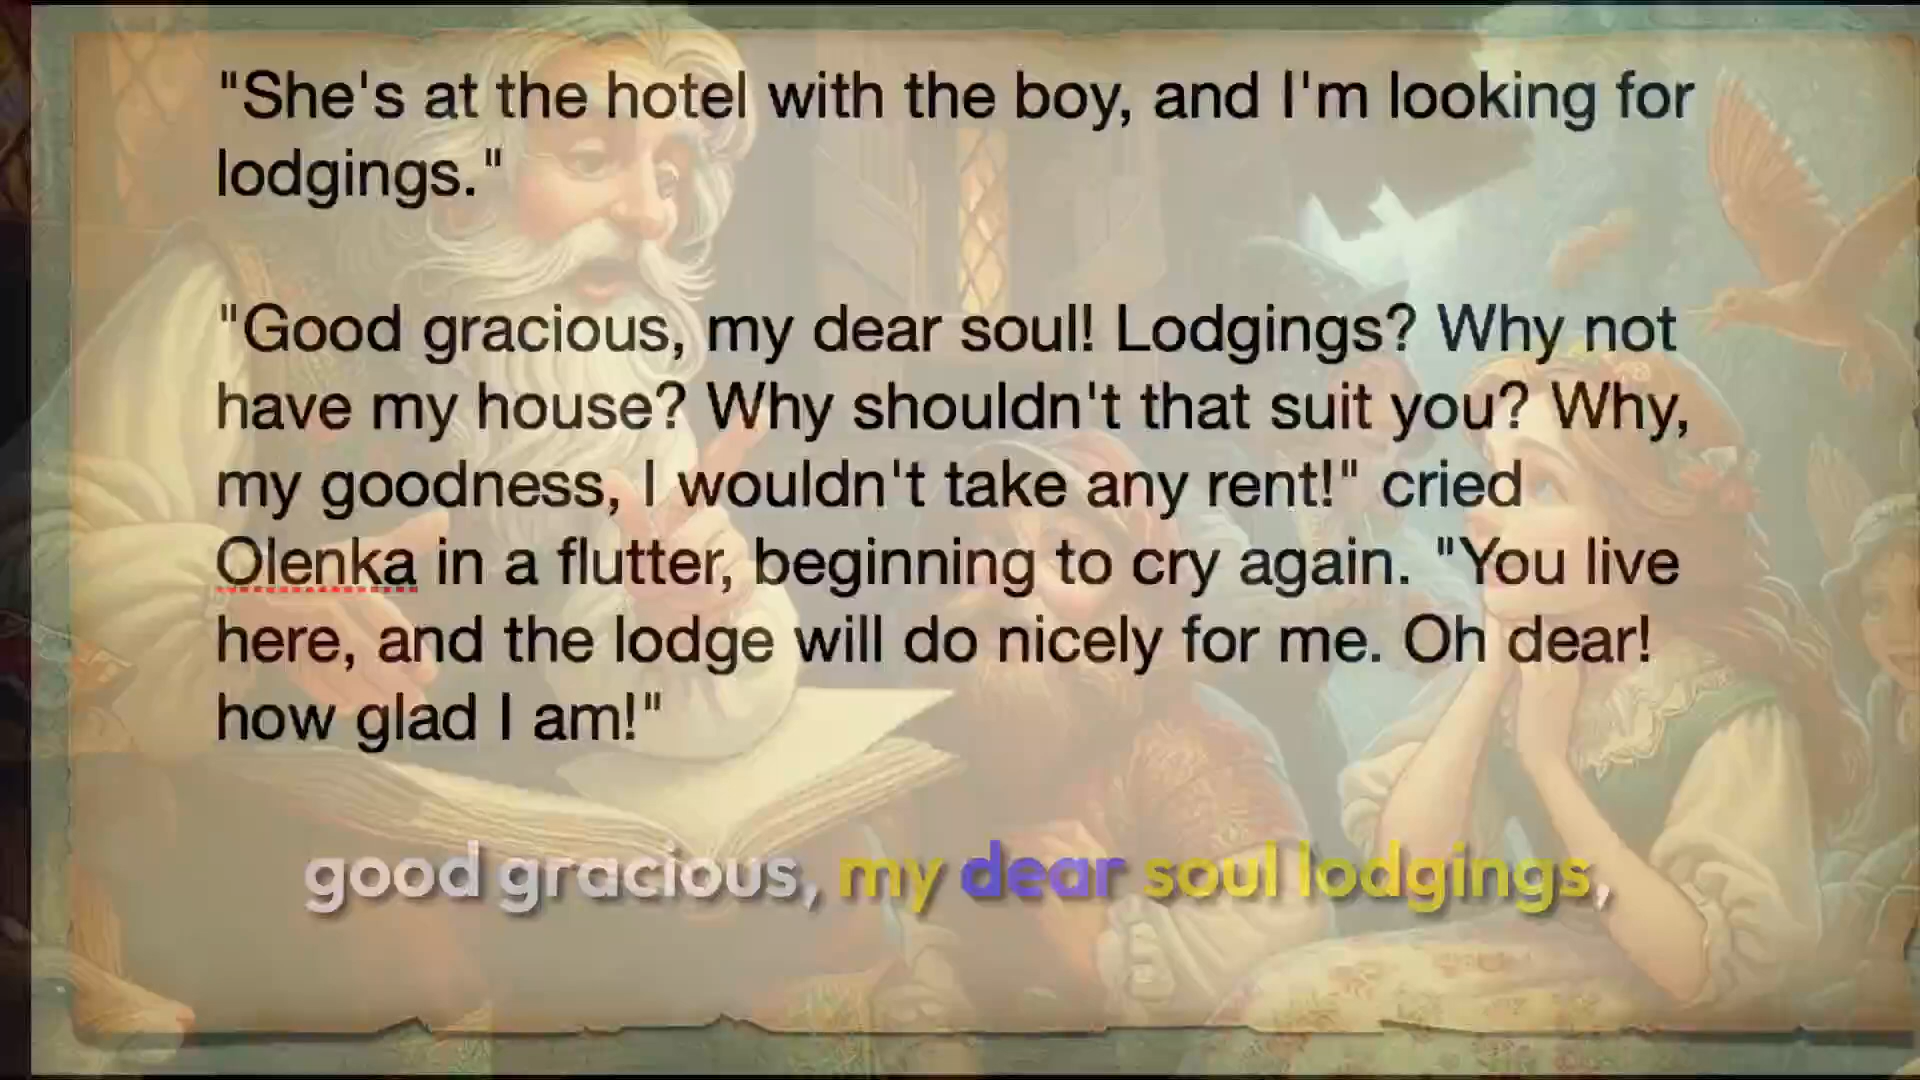 "She's at the hotel with the boy, and I'm looking for
lodgings."
"Good gracious, my dear soul! Lodgings? Why not
have my house? Why shouldn't that suit you? Why,
my goodness, I wouldn't take any rent!" cried
Olenka in a flutter, beginning to cry again. "You live
here, and the lodge will do nicely for me. Oh dear!
how glad I am!"
good gracious, my dear soul lodgings,